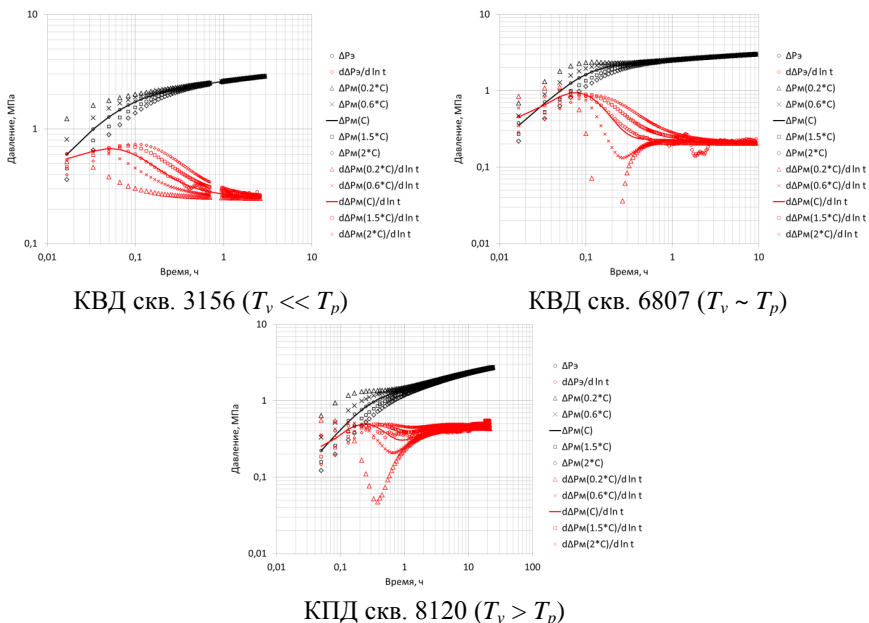 10
1
0,1
Давление, МПа
0,01
0,1
1
10
Время, ч
ΔPэ
dΔPэ/d ln t
ΔPм(0.2*C)
ΔPм(0.6*C)
ΔPм(C)
ΔPм(1.5*C)
ΔPм(2*C)
dΔPм(0.2*C)/d ln t
dΔPм(0.6*C)/d ln t
dΔPм(C)/d ln t
dΔPм(1.5*C)/d ln t
dΔPм(2*C)/d ln t
КВД скв. 3156 (Tv << Tp)
10
1
0,1
0,01
Давление, МПа
0,01
0,1
1
10
Время, ч
ΔPэ
dΔPэ/d ln t
ΔPм(0.2*C)
ΔPм(0.6*C)
ΔPм(C)
ΔPм(1.5*C)
ΔPм(2*C)
dΔPм(0.2*C)/d ln t
dΔPм(0.6*C)/d ln t
dΔPм(C)/d ln t
dΔPм(1.5*C)/d ln t
dΔPм(2*C)/d ln t
КВД скв. 6807 (Tv ~ Tp)
10
1
0,1
0,01
Давление, МПа
0,01
0,1
1
10
100
Время, ч
ΔPэ
dΔPэ/d ln t
ΔPм(0.2*C)
ΔPм(0.6*C)
ΔPм(C)
ΔPм(1.5*C)
ΔPм(2*C)
dΔPм(0.2*C)/d ln t
dΔPм(0.6*C)/d ln t
dΔPм(C)/d ln t
dΔPм(1.5*C)/d ln t
dΔPм(2*C)/d ln t
КПД скв. 8120 (Tv > Tp)